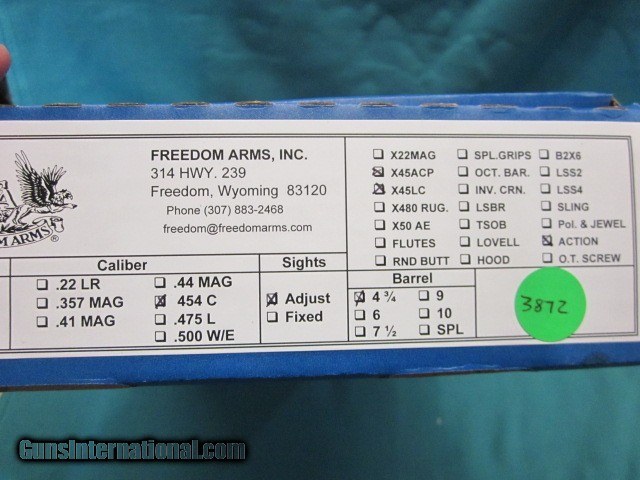 FREEDOM ARMS, INC.
314 HWY. 239
Freedom, Wyoming 83120
Phone (307) 883-2468
freedom@freedomarms.com
M ARMS®
X22MAG
X45ACP
X45LC
X480 RUG.
X50 AE
FLUTES
RND BUTT
SPL.GRIPS
OCT. BAR.
INV. CRN.
LSBR
TSOB
LOVELL
HOOD
B2X6
LSS2
LSS4
SLING
Pol. & JEWEL
ACTION
O.T. SCREW
Caliber
.22 LR
.357 MAG
.41 MAG
.44 MAG
454 C
.475 L
.500 W/E
Sights
Adjust
Fixed
Barrel
4 ¾
6
7 ½
9
10
SPL
3872
GunsInternational.com